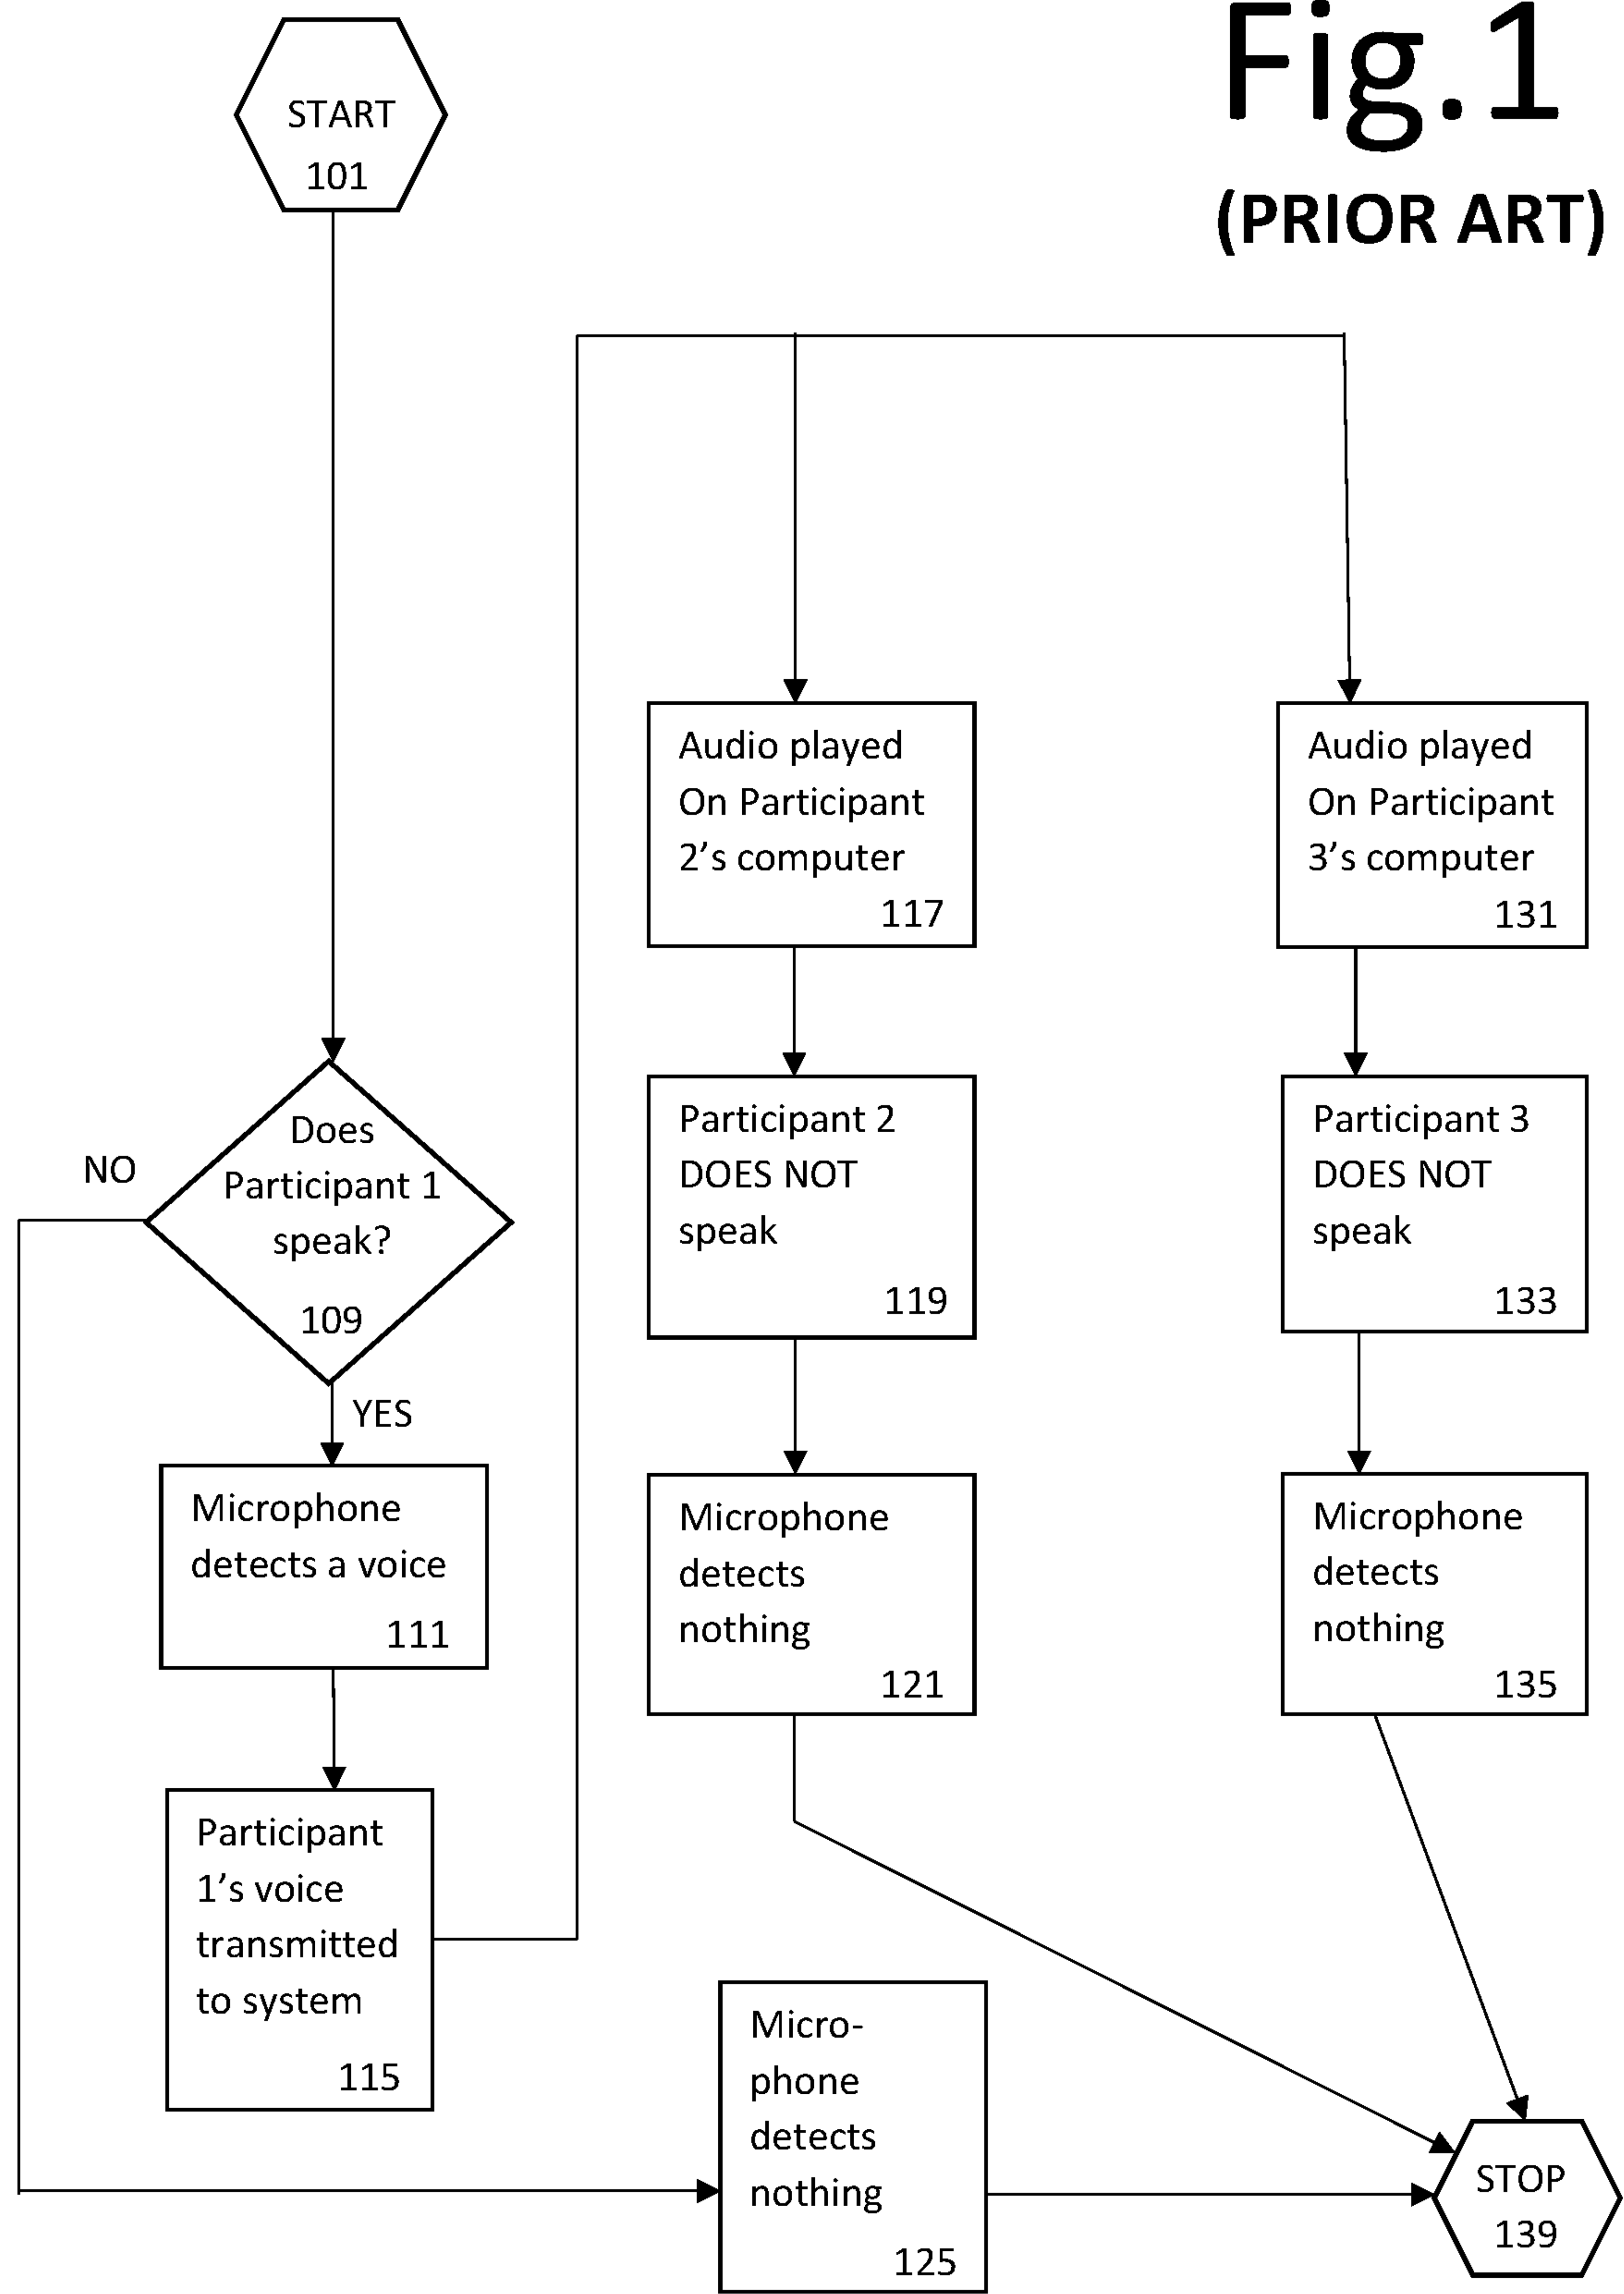 Fig.1
(PRIOR ART)
START
101
Does
Participant 1
speak?
109
NO
YES
Microphone
detects a voice
111
Participant
1’s voice
transmitted
to system
115
Audio played
On Participant
2’s computer
117
Participant 2
DOES NOT
speak
119
Microphone
detects
nothing
121
Audio played
On Participant
3’s computer
131
Participant 3
DOES NOT
speak
133
Microphone
detects
nothing
135
Micro-
phone
detects
nothing
125
STOP
139